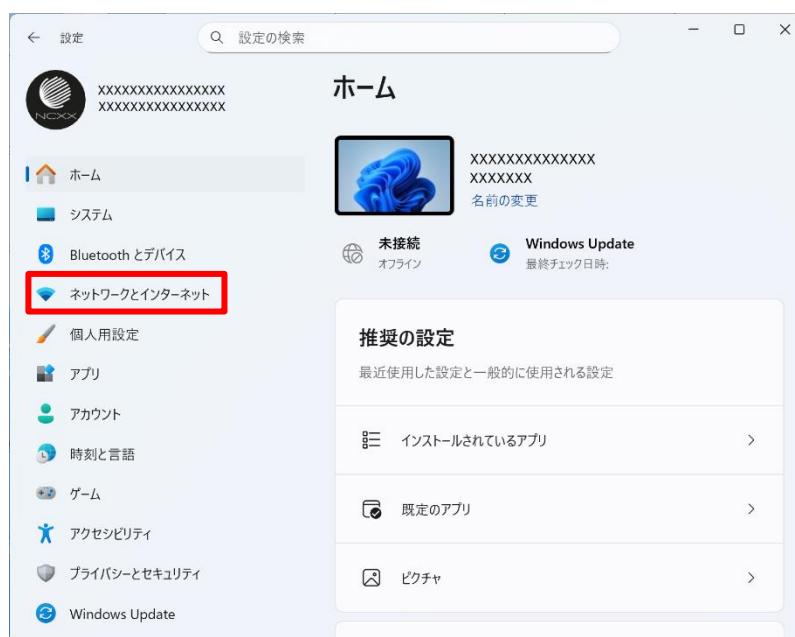 設定
設定の検索
NCXX
XXXXXXXXXXXXXXXX
XXXXXXXXXXXXXXXX
ホーム
システム
Bluetooth とデバイス
ネットワークとインターネット
個人用設定
アプリ
アカウント
時刻と言語
ゲーム
アクセシビリティ
プライバシーとセキュリティ
Windows Update
ホーム
XXXXXXXXXXXXXX
XXXXXXX
名前の変更
未接続
オフライン
Windows Update
最終チェック日時:
推奨の設定
最近使用した設定と一般的に使用される設定
インストールされているアプリ
既定のアプリ
ピクチャ